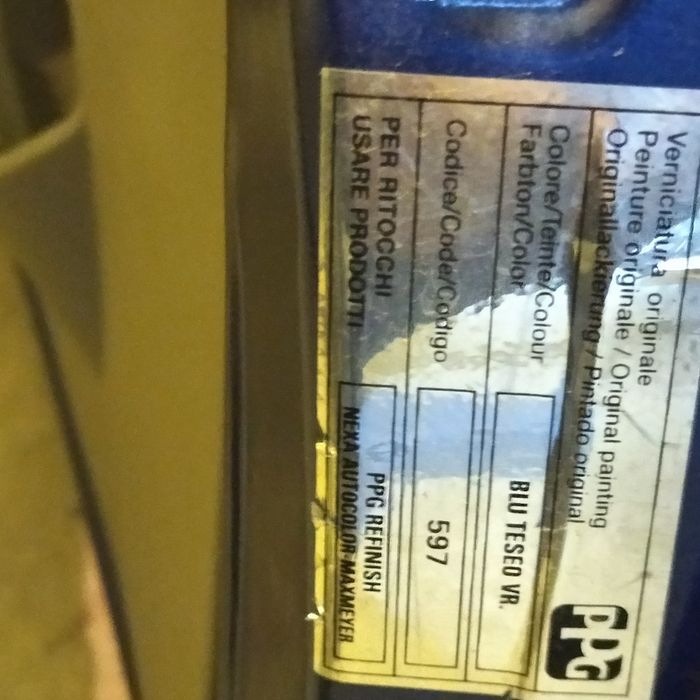 Verniciatura originale
Peinture originale / Original painting
Originallackierung / Pintado original
PPG
Colore/Teinte/Colour
Farbton/Color
BLU TESEO VR.
Codice/Code/Codigo
597
PER RITOCCHI
USARE PRODOTTI
PPG REFINISH
NEXA AUTOCOLOR-MAXMEYER